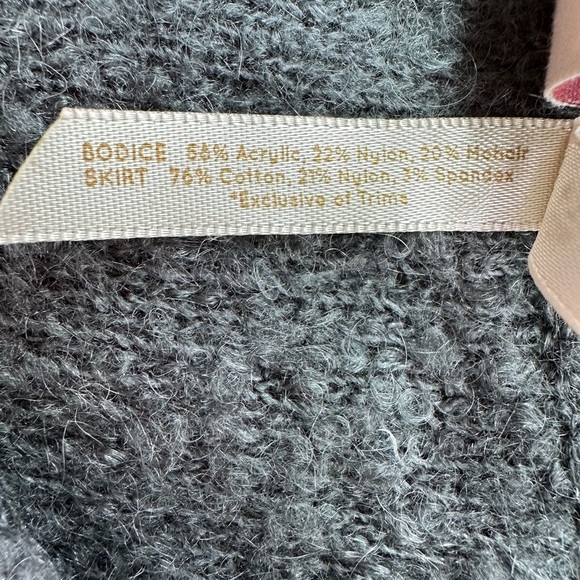 BODICE 58% Acrylic, 22% Nylon, 20% Mohair
SKIRT 76% Cotton, 21% Nylon, 3% Spandex
*Exclusive of Trims